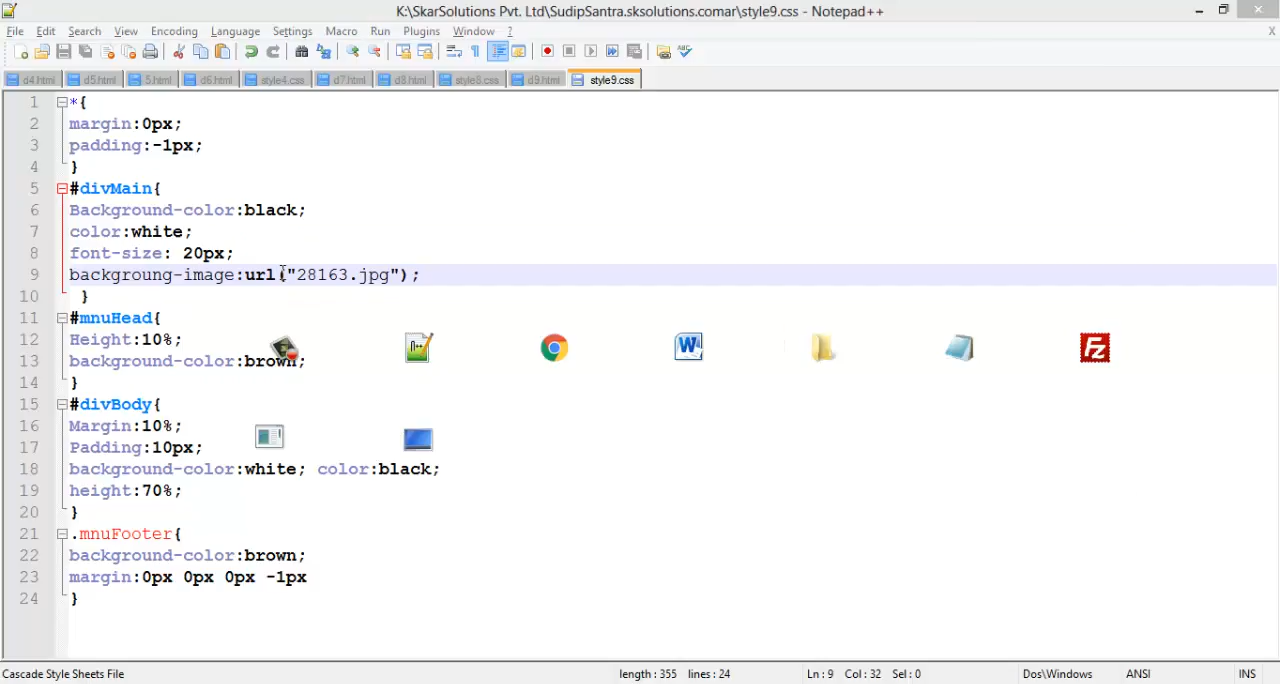 K:\SkarSolutions Pvt. Ltd\SudipSantra.sksolutions.comar\style9.css - Notepad++
File Edit Search View Encoding Language Settings Macro Run Plugins Window ? X
d4.html d5.html 5.html d6.html style4.css d7.html d8.html style8.css d9.html style9.css
1 *{
2 margin:0px;
3 padding:-1px;
4 }
5 #divMain{
6 Background-color:black;
7 color:white;
8 font-size: 20px;
9 backgroung-image:url("28163.jpg");
10 }
11 #mnuHead{
12 Height:10%;
13 background-color:brown;
14 }
15 #divBody{
16 Margin:10%;
17 Padding:10px;
18 background-color:white; color:black;
19 height:70%;
20 }
21 .mnuFooter{
22 background-color:brown;
23 margin:0px 0px 0px -1px
24 }
Cascade Style Sheets File length : 355 lines : 24 Ln : 9 Col : 32 Sel : 0 Dos\Windows ANSI INS